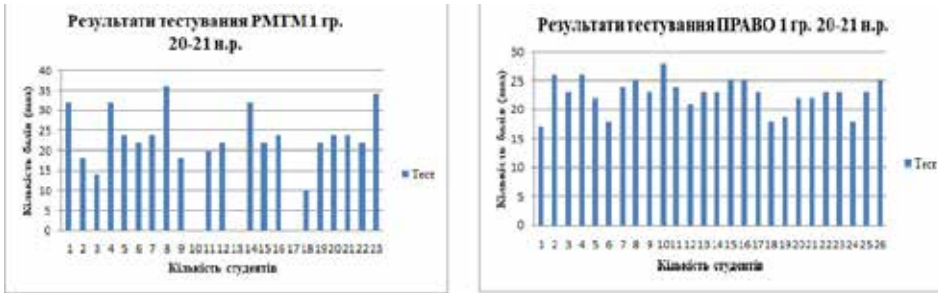 Результати тестування РМТМ 1 гр.
20-21 н.р.
Кількість балів (max)
40
35
30
25
20
15
10
5
0
1 2 3 4 5 6 7 8 9 10 11 12 13 14 15 16 17 18 19 20 21 22 23
Кількість студентів
Тест
Результати тестування ПРАВО 1 гр. 20-21 н.р.
Кількість балів (max)
30
25
20
15
10
5
0
1 2 3 4 5 6 7 8 9 10 11 12 13 14 15 16 17 18 19 20 21 22 23 24 25 26
Кількість студентів
Тест